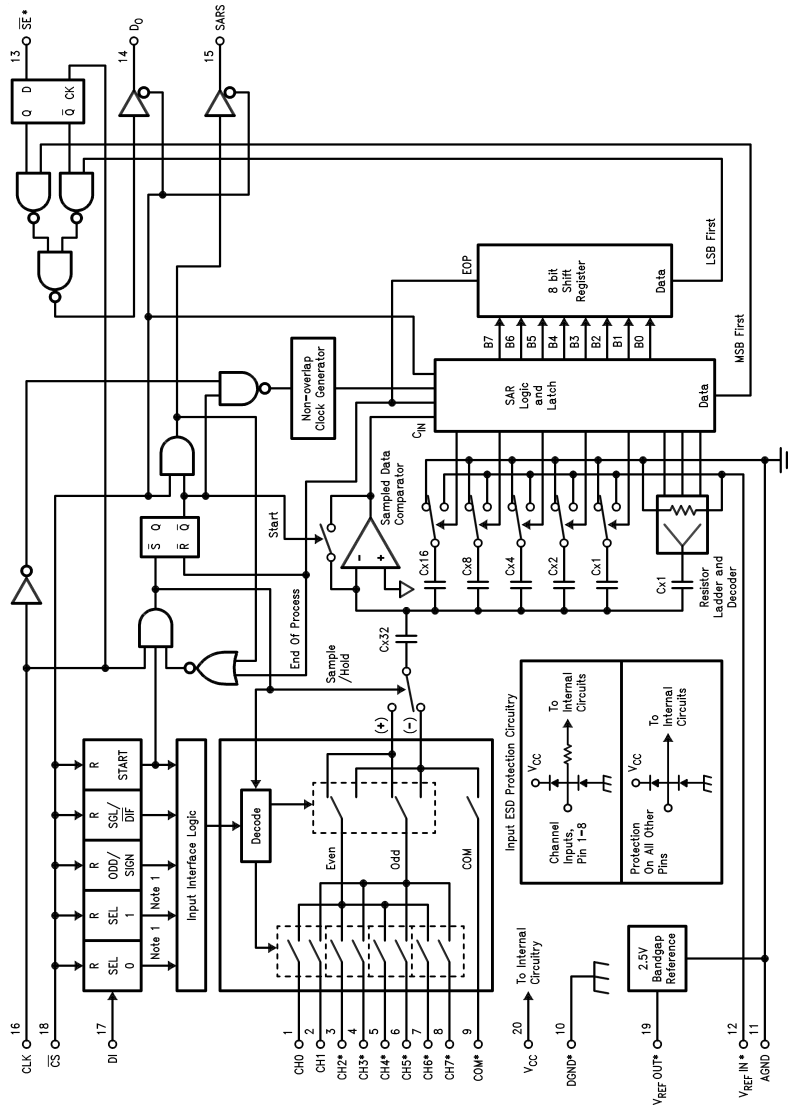 CLK
16
C̅S̅
18
DI
17
R
SEL
0
R
SEL
1
R
ODD/
SIGN
R
SGL/
D̅I̅F̅
R
START
Note 1
Note 1
Input Interface Logic
Decode
CH0
1
CH1
2
CH2*
3
CH3*
4
CH4*
5
CH5*
6
CH6*
7
CH7*
8
COM*
9
Even
Odd
COM
(+)
(-)
Sample
/Hold
End Of Process
Start
S̅
Q
R̅
Q̅
Cx32
-
+
Sampled Data
Comparator
Non-overlap
Clock Generator
Cx16
Cx8
Cx4
Cx2
Cx1
Cx1
Resistor
Ladder and
Decoder
CIN
SAR
Logic
and
Latch
Data
B7
B6
B5
B4
B3
B2
B1
B0
EOP
8 bit
Shift
Register
Data
MSB First
LSB First
Q
D
Q̅
CK
13
S̅E̅*
14
DO
15
SARS
VCC
20
To Internal
Circuitry
DGND*
10
VREF OUT*
19
2.5V
Bandgap
Reference
VREF IN*
12
AGND
11
Input ESD Protection Circuitry
Channel
Inputs,
Pin 1-8
VCC
To
Internal
Circuits
Protection
On All Other
Pins
VCC
To
Internal
Circuits